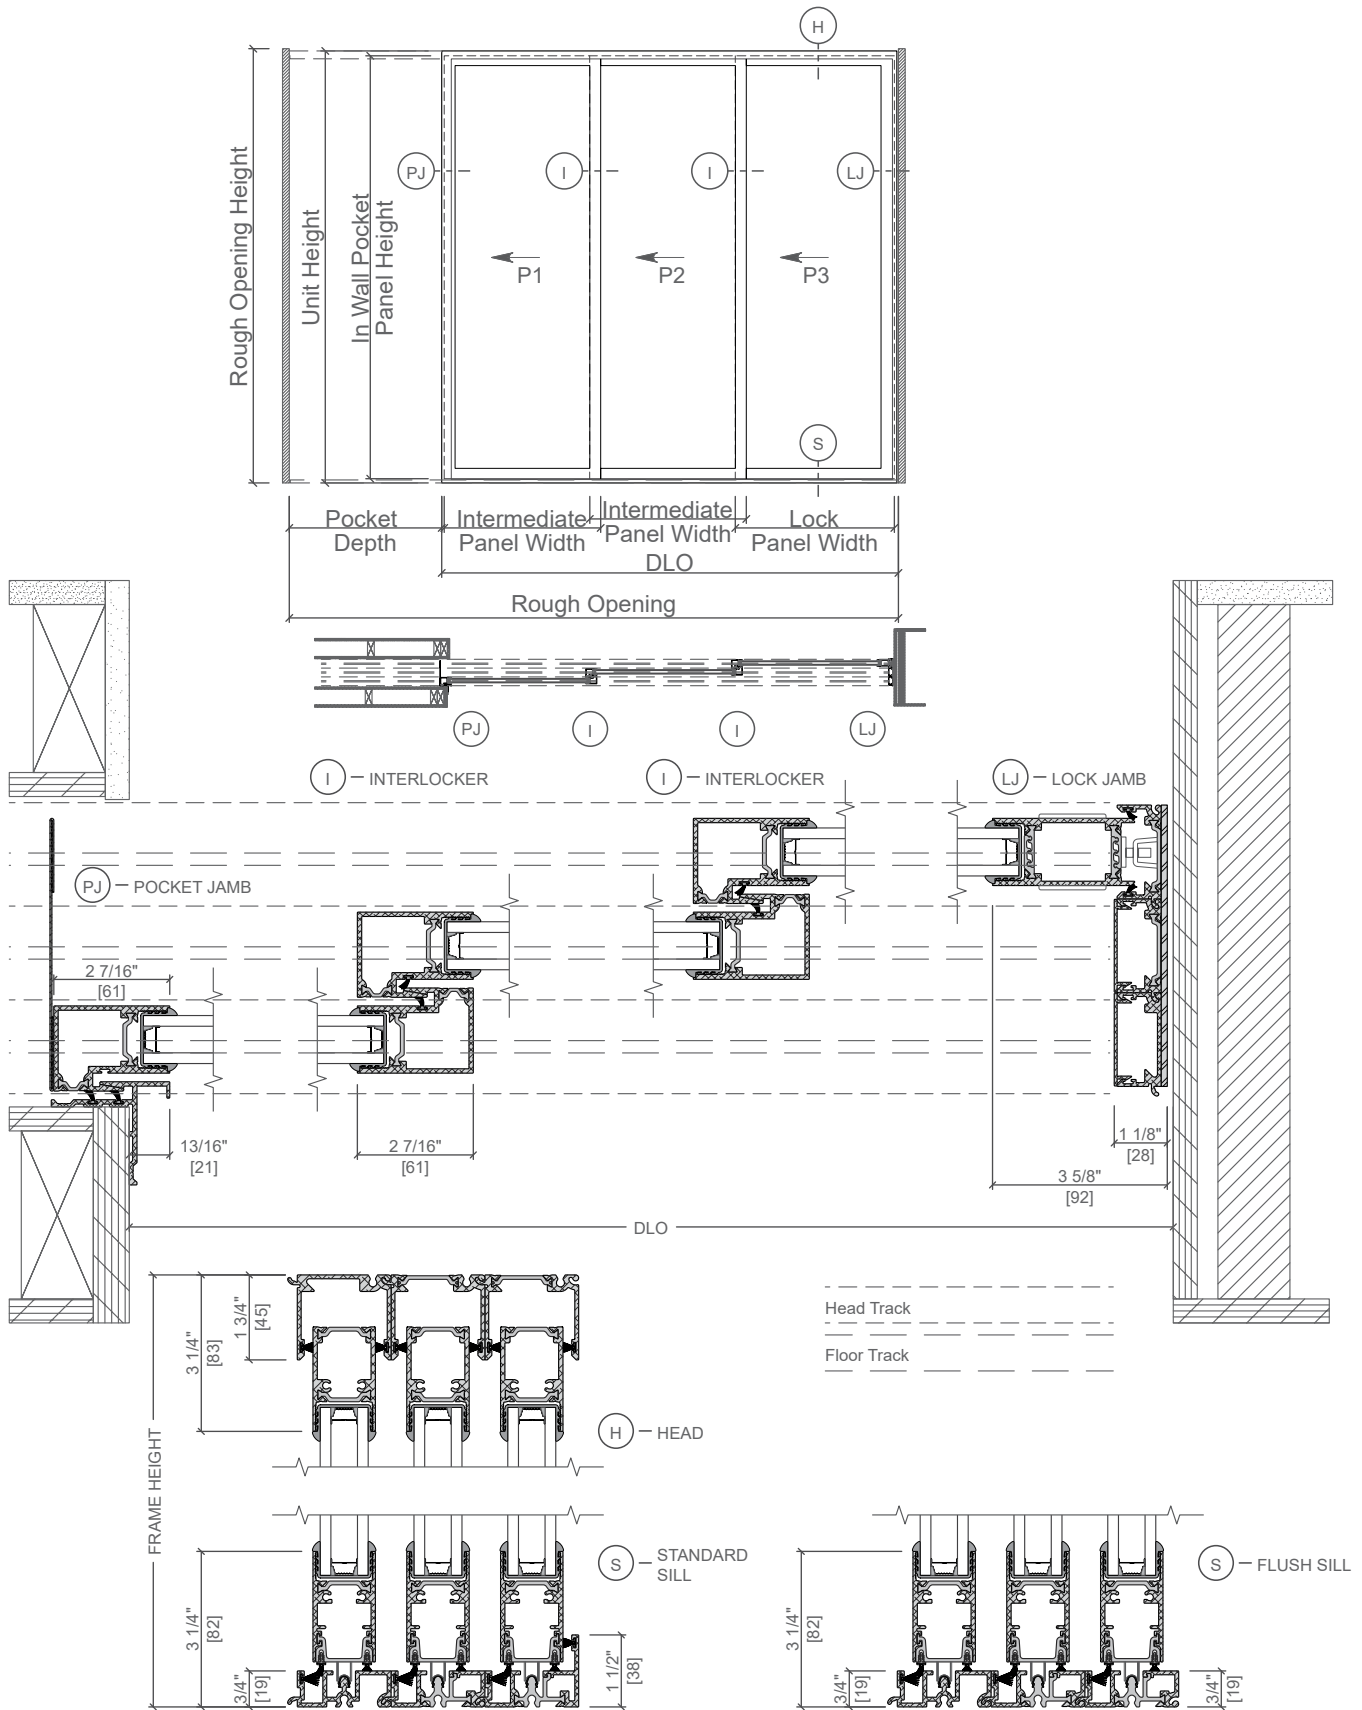 H
PJ
I
I
LJ
Rough Opening Height
Unit Height
In Wall Pocket
Panel Height
P1
P2
P3
S
Pocket
Depth
Intermediate
Panel Width
Intermediate
Panel Width
Lock
Panel Width
DLO
Rough Opening
PJ
I
I
LJ
I – INTERLOCKER
I – INTERLOCKER
LJ – LOCK JAMB
PJ – POCKET JAMB
2 7/16"
[61]
13/16"
[21]
2 7/16"
[61]
1 1/8"
[28]
3 5/8"
[92]
DLO
FRAME HEIGHT
3 1/4"
[83]
1 3/4"
[45]
Head Track
Floor Track
H – HEAD
S – STANDARD
SILL
S – FLUSH SILL
3 1/4"
[82]
3/4"
[19]
1 1/2"
[38]
3 1/4"
[82]
3/4"
[19]
3/4"
[19]